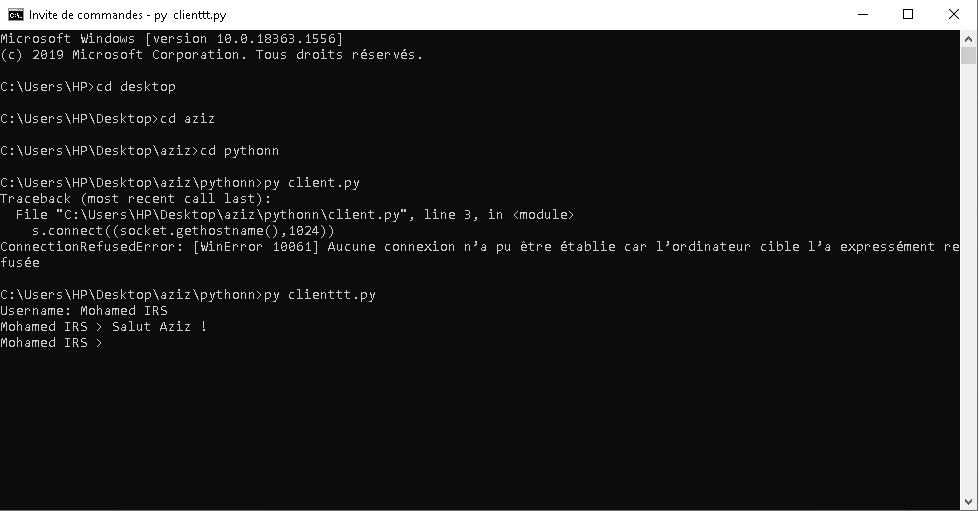 Invite de commandes - py clienttt.py
Microsoft Windows [version 10.0.18363.1556]
(c) 2019 Microsoft Corporation. Tous droits réservés.
C:\Users\HP>cd desktop
C:\Users\HP\Desktop>cd aziz
C:\Users\HP\Desktop\aziz>cd pythonn
C:\Users\HP\Desktop\aziz\pythonn>py client.py
Traceback (most recent call last):
  File "C:\Users\HP\Desktop\aziz\pythonn\client.py", line 3, in <module>
    s.connect((socket.gethostname(),1024))
ConnectionRefusedError: [WinError 10061] Aucune connexion n’a pu être établie car l’ordinateur cible l’a expressément re
fusée
C:\Users\HP\Desktop\aziz\pythonn>py clienttt.py
Username: Mohamed IRS
Mohamed IRS > Salut Aziz !
Mohamed IRS >